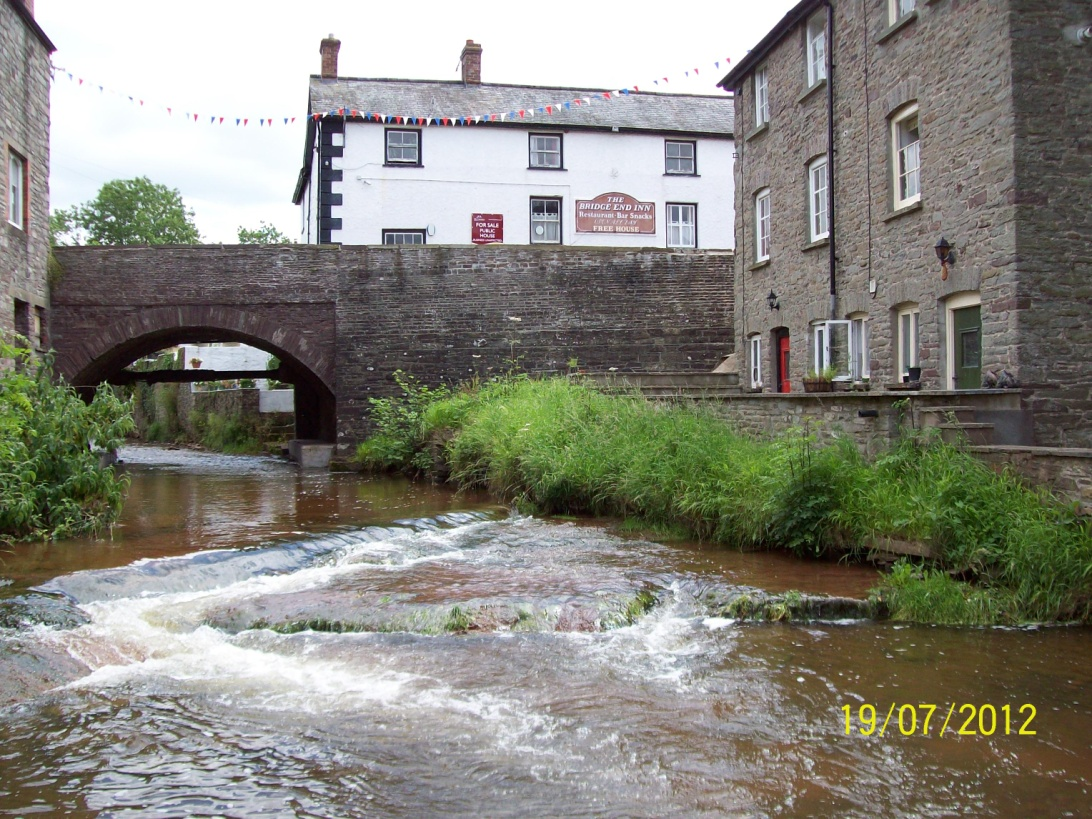 THE
BRIDGE END INN
Restaurant · Bar Snacks
FREE HOUSE
FOR SALE
PUBLIC
HOUSE
19/07/2012